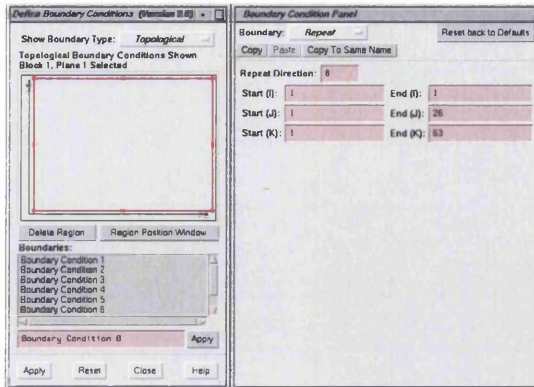 Define Boundary Conditions (Version 2.0)
Show Boundary Type: Topological
Topological Boundary Conditions Shown
Block 1, Plane 1 Selected
Delete Region Region Position Window
Boundaries:
Boundary Condition 1
Boundary Condition 2
Boundary Condition 3
Boundary Condition 4
Boundary Condition 5
Boundary Condition 6
Boundary Condition 8 Apply
Apply Reset Close Help
Boundary Condition Panel
Boundary: Repeat Reset back to Defaults
Copy Paste Copy To Same Name
Repeat Direction: 8
Start (I): 1 End (I): 1
Start (J): 1 End (J): 26
Start (K): 1 End (K): 63